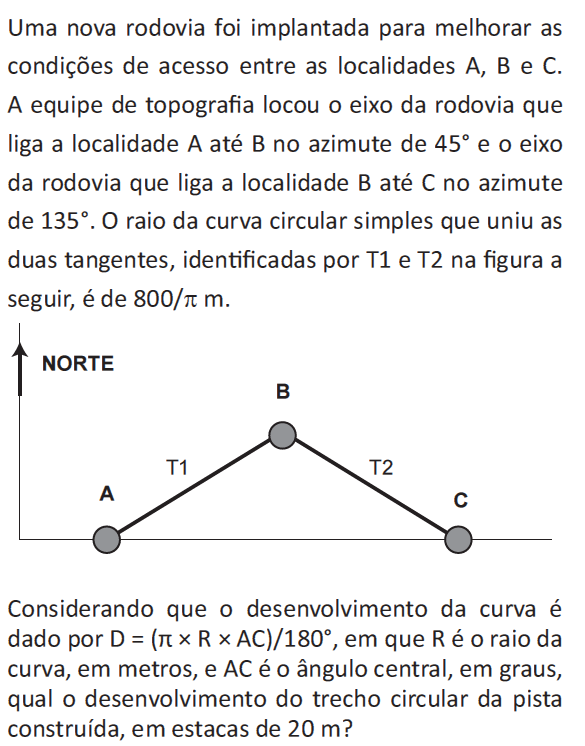 Uma nova rodovia foi implantada para melhorar as
condições de acesso entre as localidades A, B e C.
A equipe de topografia locou o eixo da rodovia que
liga a localidade A até B no azimute de 45° e o eixo
da rodovia que liga a localidade B até C no azimute
de 135°. O raio da curva circular simples que uniu as
duas tangentes, identificadas por T1 e T2 na figura a
seguir, é de 800/π m.
NORTE
B
T1
T2
A
C
Considerando que o desenvolvimento da curva é
dado por D = (π × R × AC)/180°, em que R é o raio da
curva, em metros, e AC é o ângulo central, em graus,
qual o desenvolvimento do trecho circular da pista
construída, em estacas de 20 m?